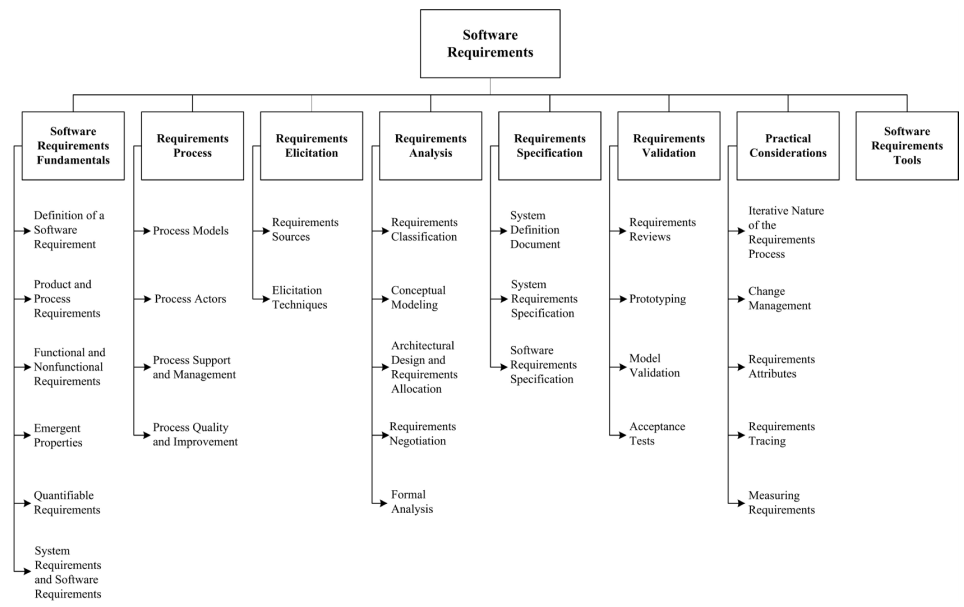 Software
Requirements
Software
Requirements
Fundamentals
Requirements
Process
Requirements
Elicitation
Requirements
Analysis
Requirements
Specification
Requirements
Validation
Practical
Considerations
Software
Requirements
Tools
Definition of a
Software
Requirement
Product and
Process
Requirements
Functional and
Nonfunctional
Requirements
Emergent
Properties
Quantifiable
Requirements
System
Requirements
and Software
Requirements
Process Models
Process Actors
Process Support
and Management
Process Quality
and Improvement
Requirements
Sources
Elicitation
Techniques
Requirements
Classification
Conceptual
Modeling
Architectural
Design and
Requirements
Allocation
Requirements
Negotiation
Formal
Analysis
System
Definition
Document
System
Requirements
Specification
Software
Requirements
Specification
Requirements
Reviews
Prototyping
Model
Validation
Acceptance
Tests
Iterative Nature
of the
Requirements
Process
Change
Management
Requirements
Attributes
Requirements
Tracing
Measuring
Requirements